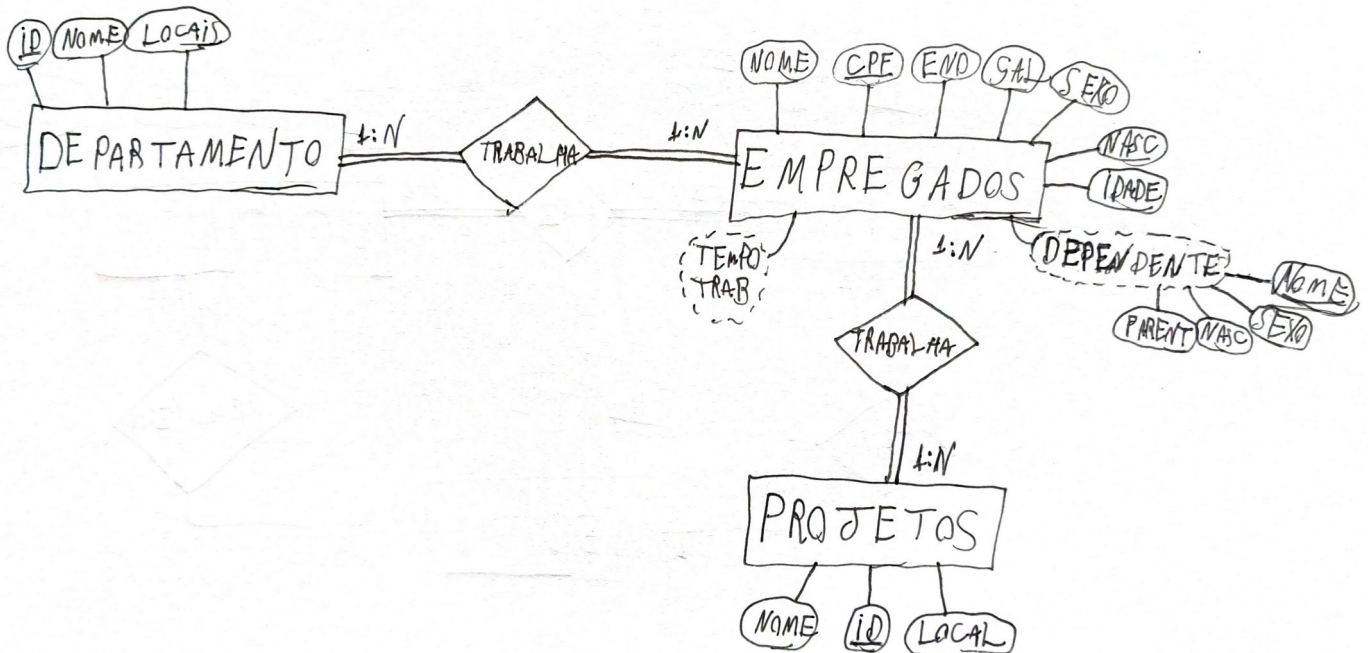 ID NOME LOCAIS
DEPARTAMENTO
1:N
TRABALHA
1:N
NOME CPF END SAL SEXO
EMPREGADOS
NASC
IDADE
TEMPO
TRAB
1:N
DEPENDENTE
NOME
PARENT NASC SEXO
TRABALHA
1:N
PROJETOS
NOME ID LOCAL